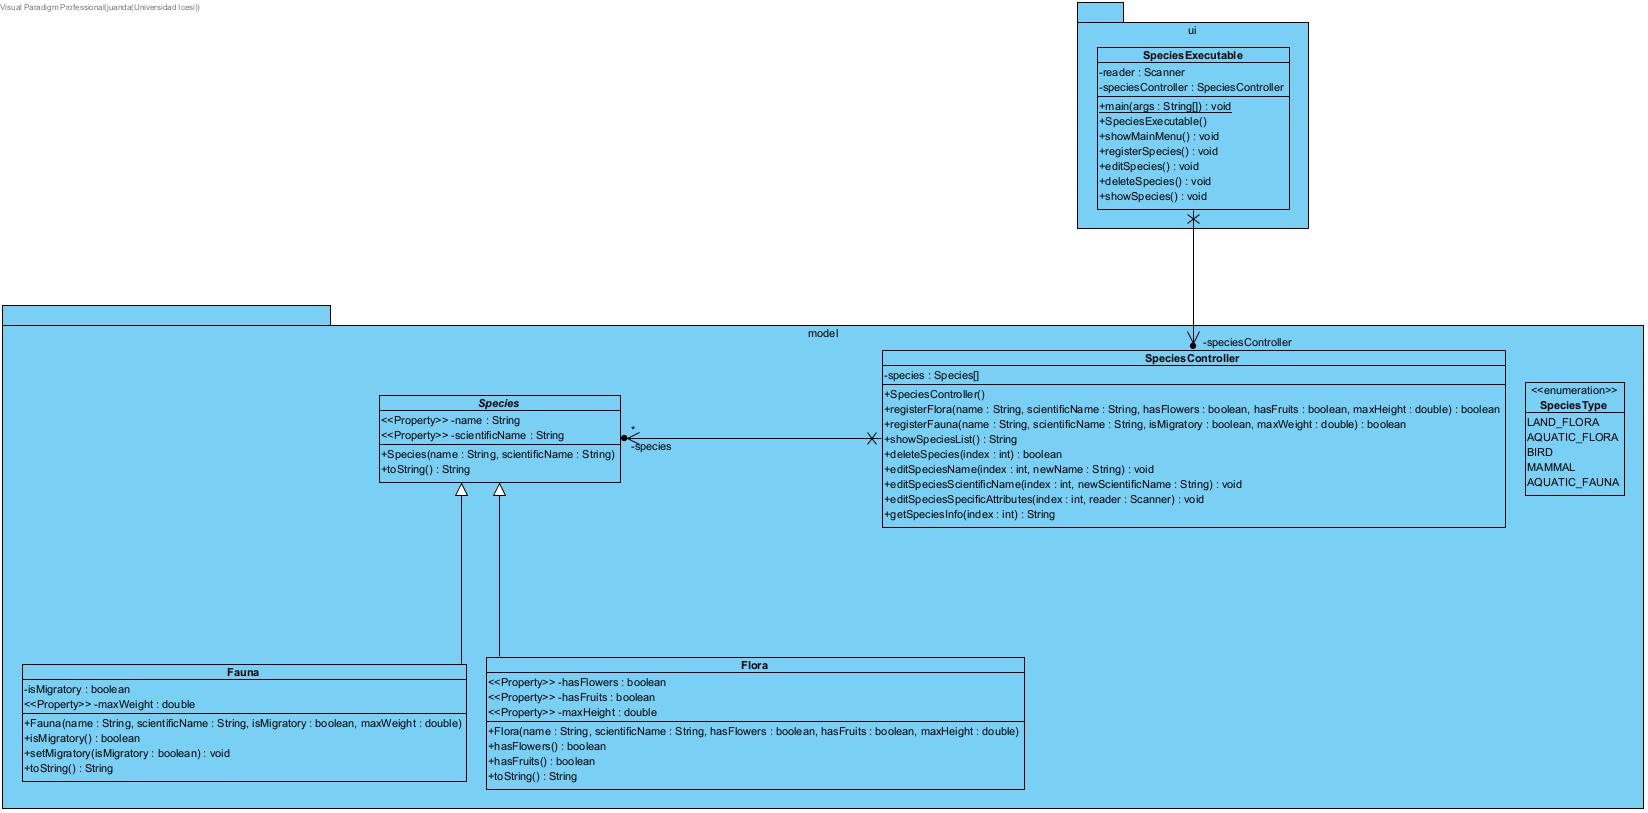 Visual Paradigm Professional(juanda(Universidad Icesi))
ui
SpeciesExecutable
-reader : Scanner
-speciesController : SpeciesController
+main(args : String[]) : void
+SpeciesExecutable()
+showMainMenu() : void
+registerSpecies() : void
+editSpecies() : void
+deleteSpecies() : void
+showSpecies() : void
model
-speciesController
SpeciesController
-species : Species[]
+SpeciesController()
+registerFlora(name : String, scientificName : String, hasFlowers : boolean, hasFruits : boolean, maxHeight : double) : boolean
+registerFauna(name : String, scientificName : String, isMigratory : boolean, maxWeight : double) : boolean
+showSpeciesList() : String
+deleteSpecies(index : int) : boolean
+editSpeciesName(index : int, newName : String) : void
+editSpeciesScientificName(index : int, newScientificName : String) : void
+editSpeciesSpecificAttributes(index : int, reader : Scanner) : void
+getSpeciesInfo(index : int) : String
<<enumeration>>
SpeciesType
LAND_FLORA
AQUATIC_FLORA
BIRD
MAMMAL
AQUATIC_FAUNA
Species
<<Property>> -name : String
<<Property>> -scientificName : String
+Species(name : String, scientificName : String)
+toString() : String
*
-species
Fauna
-isMigratory : boolean
<<Property>> -maxWeight : double
+Fauna(name : String, scientificName : String, isMigratory : boolean, maxWeight : double)
+isMigratory() : boolean
+setMigratory(isMigratory : boolean) : void
+toString() : String
Flora
<<Property>> -hasFlowers : boolean
<<Property>> -hasFruits : boolean
<<Property>> -maxHeight : double
+Flora(name : String, scientificName : String, hasFlowers : boolean, hasFruits : boolean, maxHeight : double)
+hasFlowers() : boolean
+hasFruits() : boolean
+toString() : String